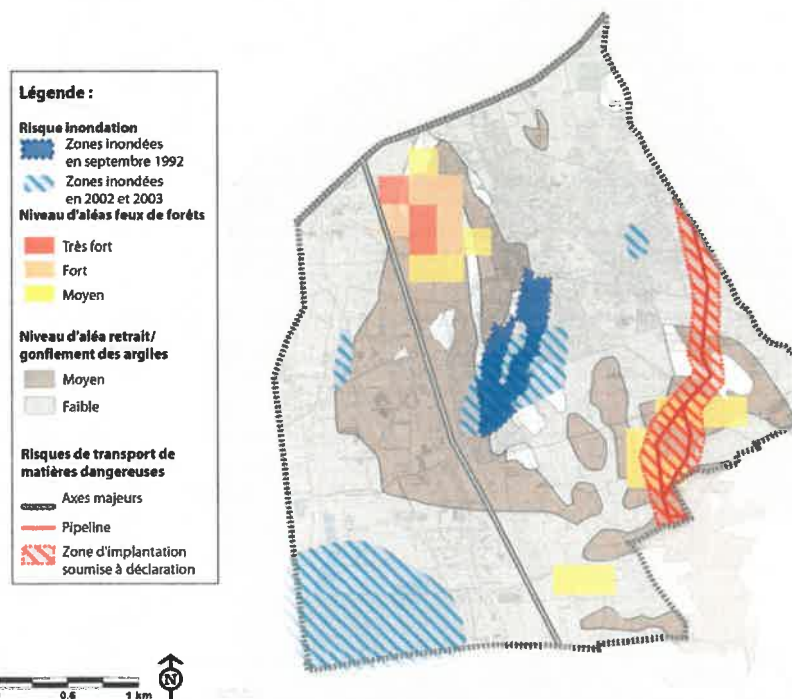 Légende :
Risque inondation
Zones inondées
en septembre 1992
Zones inondées
en 2002 et 2003
Niveau d'aléas feux de forêts
Très fort
Fort
Moyen
Niveau d'aléa retrait/
gonflement des argiles
Moyen
Faible
Risques de transport de
matières dangereuses
Axes majeurs
Pipeline
Zone d'implantation
soumise à déclaration
0.6 1 km
N